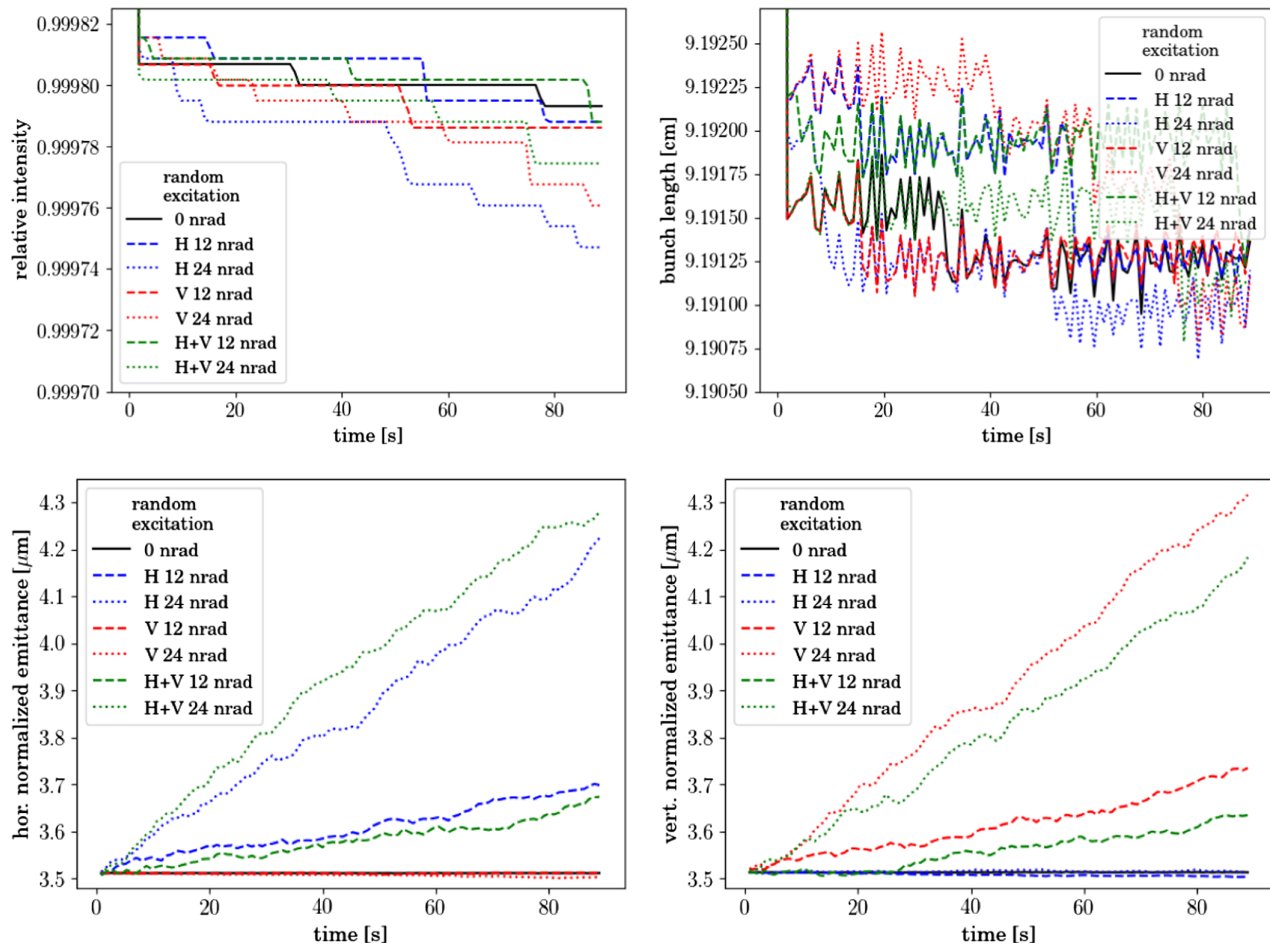 0.99982
0.99980
0.99978
0.99976
0.99974
0.99972
0.99970
relative intensity
random
excitation
0 nrad
H 12 nrad
H 24 nrad
V 12 nrad
V 24 nrad
H+V 12 nrad
H+V 24 nrad
0 20 40 60 80
time [s]
9.19250
9.19225
9.19200
9.19175
9.19150
9.19125
9.19100
9.19075
9.19050
bunch length [cm]
random
excitation
0 nrad
H 12 nrad
H 24 nrad
V 12 nrad
V 24 nrad
H+V 12 nrad
H+V 24 nrad
0 20 40 60 80
time [s]
4.3
4.2
4.1
4.0
3.9
3.8
3.7
3.6
3.5
hor. normalized emittance [μm]
random
excitation
0 nrad
H 12 nrad
H 24 nrad
V 12 nrad
V 24 nrad
H+V 12 nrad
H+V 24 nrad
0 20 40 60 80
time [s]
4.3
4.2
4.1
4.0
3.9
3.8
3.7
3.6
3.5
vert. normalized emittance [μm]
random
excitation
0 nrad
H 12 nrad
H 24 nrad
V 12 nrad
V 24 nrad
H+V 12 nrad
H+V 24 nrad
0 20 40 60 80
time [s]